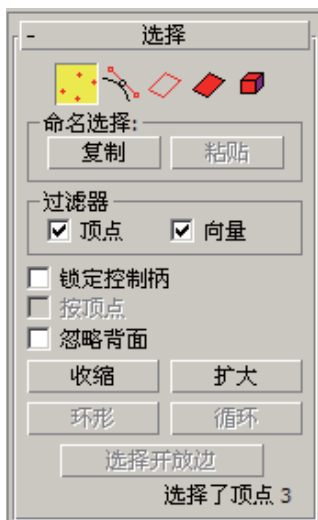 - 选择
命名选择:
复制 粘贴
过滤器
顶点 向量
锁定控制柄
按顶点
忽略背面
收缩 扩大
环形 循环
选择开放边
选择了顶点 3